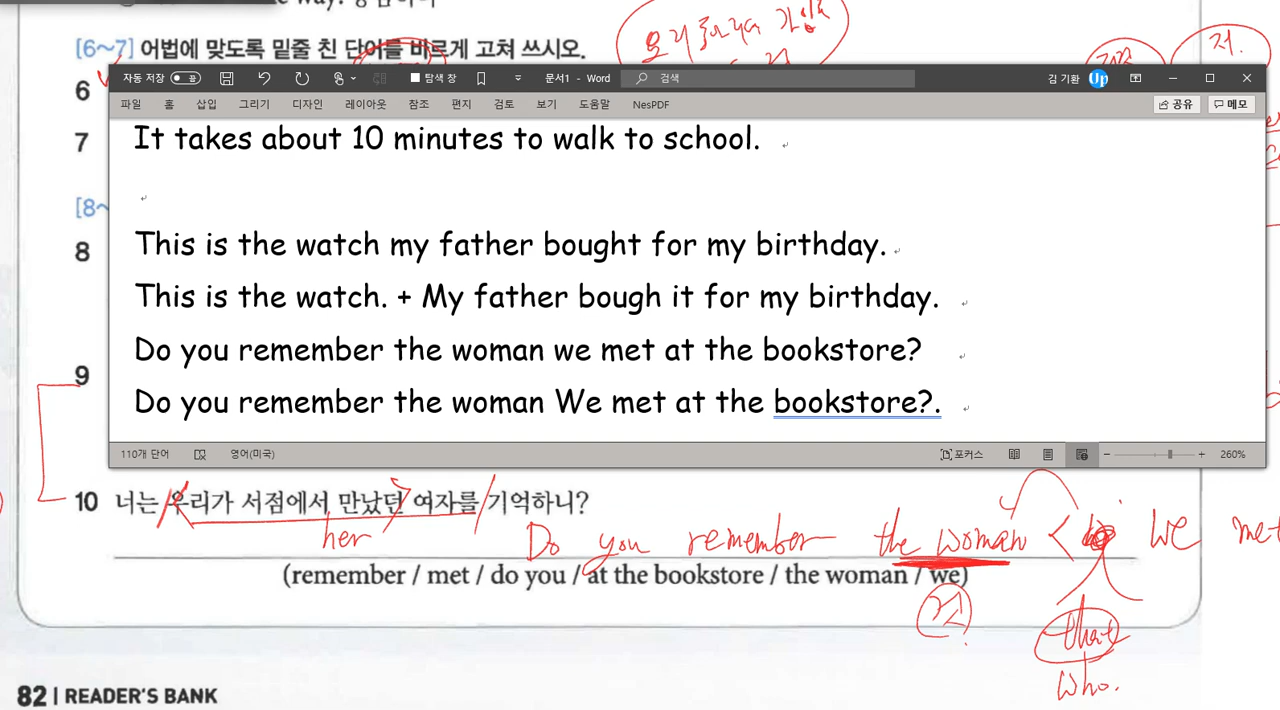 [6~7] 어법에 맞도록 밑줄 친 단어를 바르게 고쳐 쓰시오.
6
자동 저장 문서1 - Word 검색 김 기환
탐색 창
파일 홈 삽입 그리기 디자인 레이아웃 참조 편지 검토 보기 도움말 NesPDF 공유 메모
7 It takes about 10 minutes to walk to school.
[8~
8 This is the watch my father bought for my birthday.
This is the watch. + My father bough it for my birthday.
Do you remember the woman we met at the bookstore?
9
Do you remember the woman We met at the bookstore?.
110개 단어 영어(미국) 포커스 260%
10 너는 우리가 서점에서 만났던 여자를 기억하니?
her Do you remember the woman < We met
(remember / met / do you / at the bookstore / the woman / we)
that
who.
82 | READER'S BANK